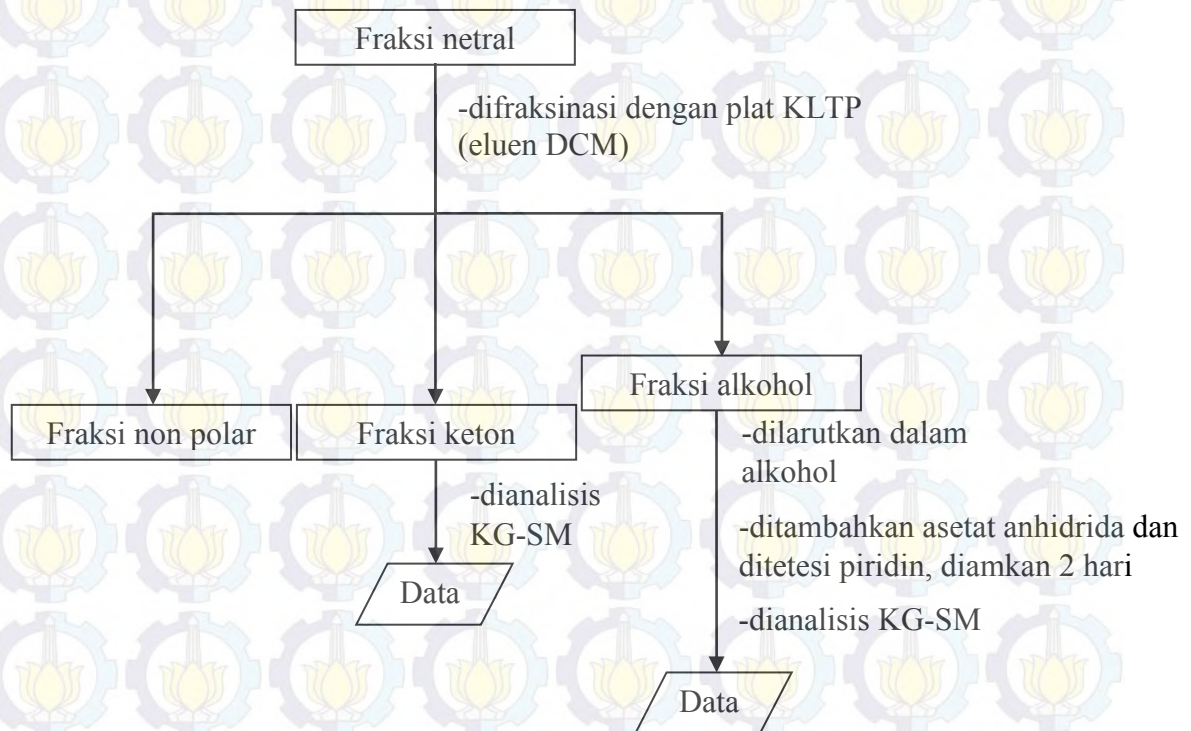 Fraksi netral
-difraksinasi dengan plat KLTP
(eluen DCM)
Fraksi non polar
Fraksi keton
Fraksi alkohol
-dianalisis
KG-SM
Data
-dilarutkan dalam
alkohol
-ditambahkan asetat anhidrida dan
ditetesi piridin, diamkan 2 hari
-dianalisis KG-SM
Data